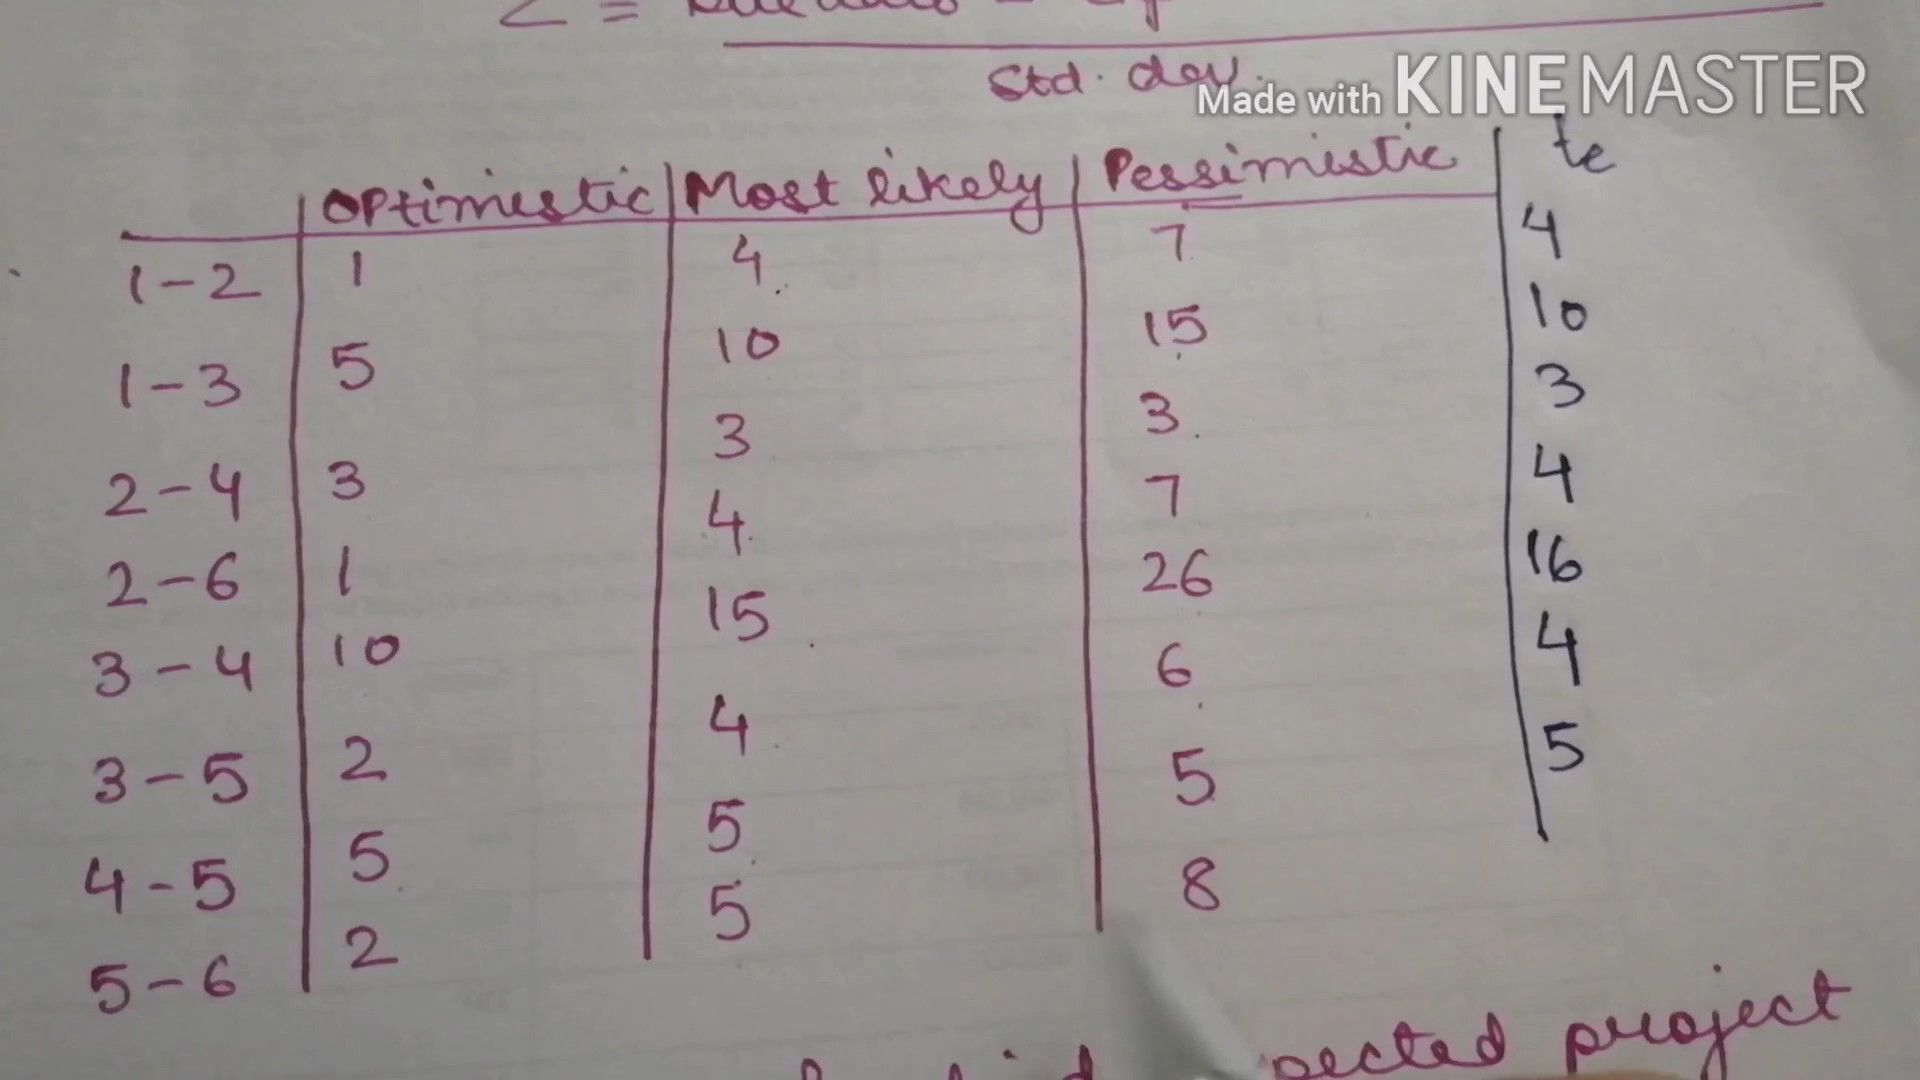 Z =
Std. dev.
Made with KINEMASTER
Optimistic Most likely Pessimistic te
1-2 1 4 7 4
1-3 5 10 15 10
2-4 3 3 3 3
2-6 1 4 7 4
3-4 10 15 26 16
3-5 2 4 6 4
4-5 5 5 5 5
5-6 2 5 8
project